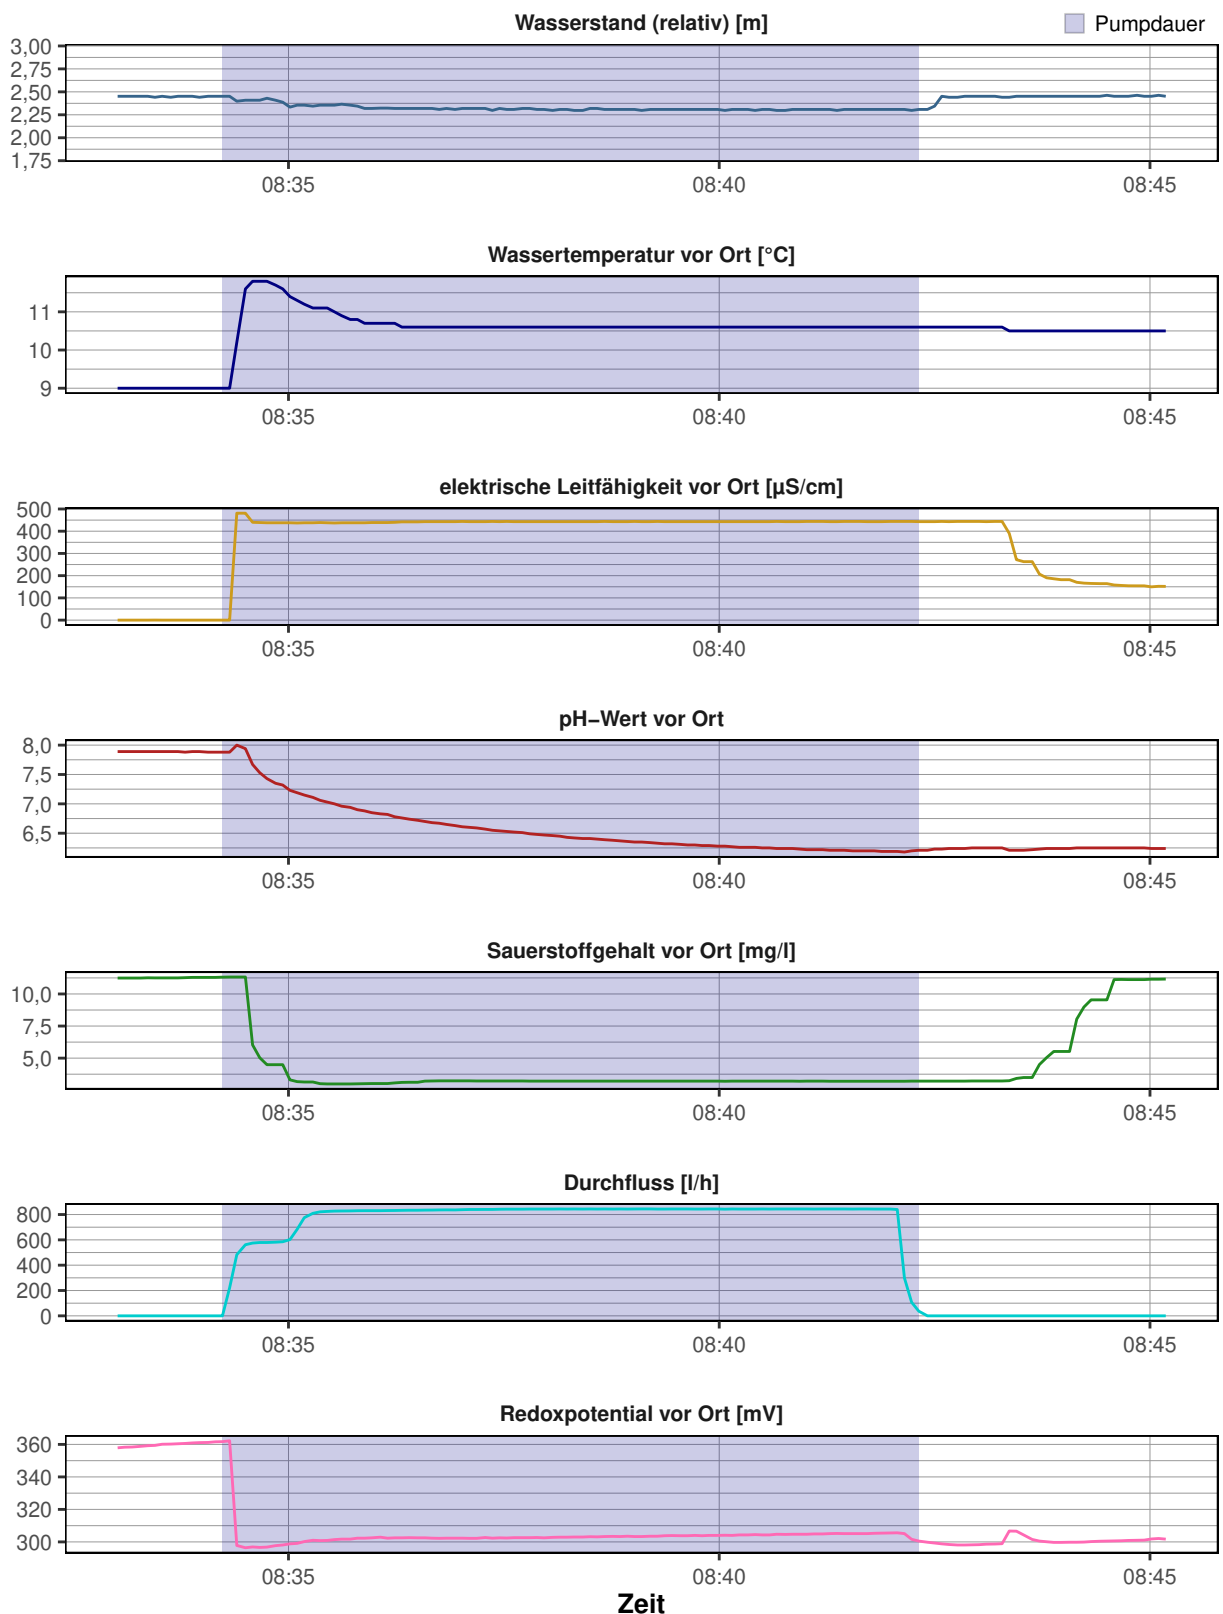 Wasserstand (relativ) [m]
Pumpdauer
3,00
2,75
2,50
2,25
2,00
1,75
08:35 08:40 08:45
Wassertemperatur vor Ort [°C]
11
10
9
08:35 08:40 08:45
elektrische Leitfähigkeit vor Ort [µS/cm]
500
400
300
200
100
0
08:35 08:40 08:45
pH−Wert vor Ort
8,0
7,5
7,0
6,5
08:35 08:40 08:45
Sauerstoffgehalt vor Ort [mg/l]
10,0
7,5
5,0
08:35 08:40 08:45
Durchfluss [l/h]
800
600
400
200
0
08:35 08:40 08:45
Redoxpotential vor Ort [mV]
360
340
320
300
08:35 08:40 08:45
Zeit